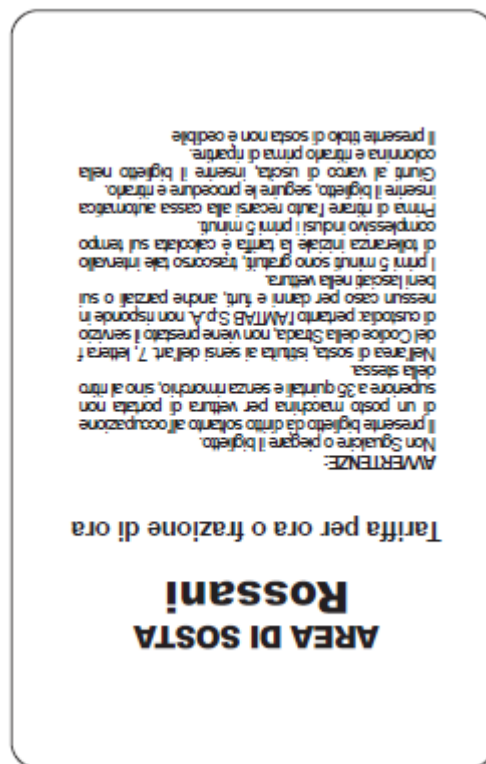 AREA DI SOSTA
Rossani
Tariffa per ora o frazione di ora
AVVERTENZE:
Non Sgualcire o piegare il biglietto.
Il presente biglietto dà diritto soltanto all'occupazione
di un posto macchina per vettura di portata non
superiore a 35 quintali e senza rimorchio, sino al ritiro
della stessa.
Nell'area di sosta, istituita ai sensi dell'art. 7, lettera f
del Codice della Strada, non viene prestato il servizio
di custodia: pertanto l'AMTAB S.p.A. non risponde in
nessun caso per danni e furti, anche parziali o sui
beni lasciati nella vettura.
I primi 5 minuti sono gratuiti, trascorso tale intervallo
di tolleranza iniziale la tariffa è calcolata sul tempo
complessivo inclusi i primi 5 minuti.
Prima di ritirare l'auto recarsi alla cassa automatica
inserire il biglietto, seguire le procedure e ritirarlo.
Giunti al varco di uscita, inserire il biglietto nella
colonnina e ritirarlo prima di ripartire.
Il presente titolo di sosta non e cedibile